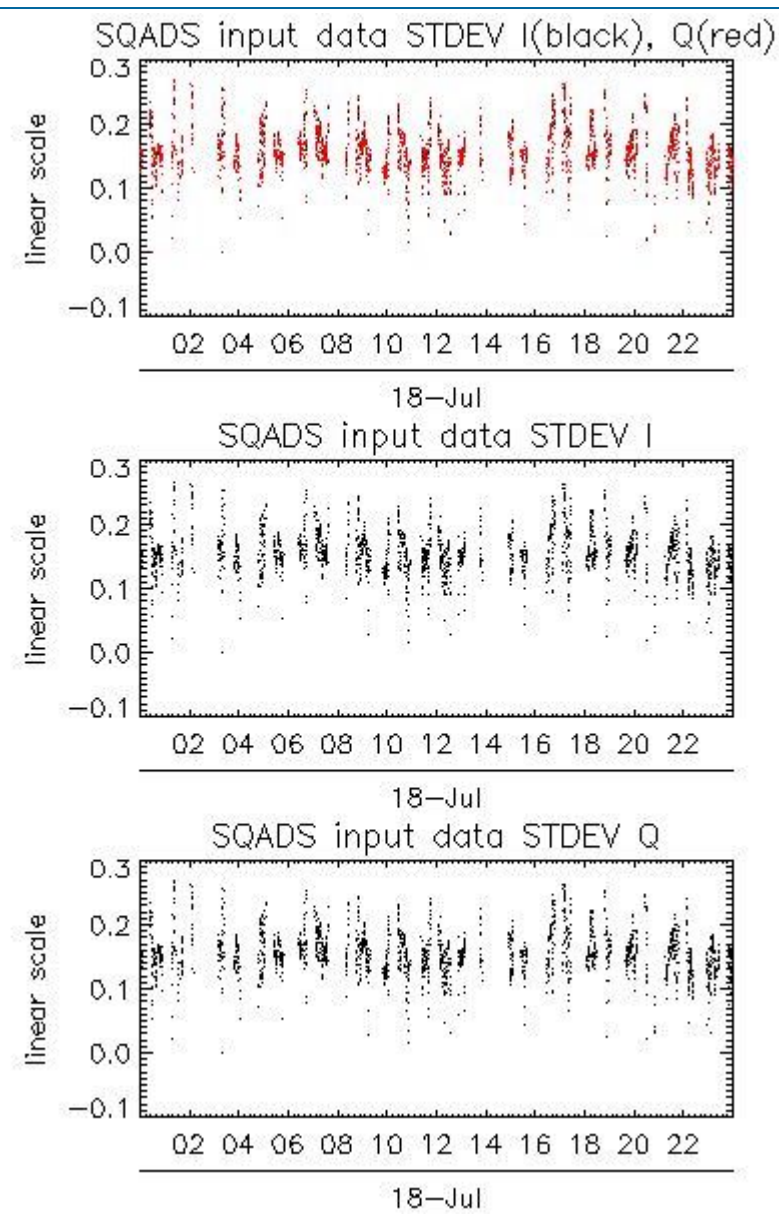 SQADS input data STDEV I(black), Q(red)
0.3
0.2
0.1
0.0
−0.1
linear scale
02 04 06 08 10 12 14 16 18 20 22
18−Jul
SQADS input data STDEV I
0.3
0.2
0.1
0.0
−0.1
linear scale
02 04 06 08 10 12 14 16 18 20 22
18−Jul
SQADS input data STDEV Q
0.3
0.2
0.1
0.0
−0.1
linear scale
02 04 06 08 10 12 14 16 18 20 22
18−Jul